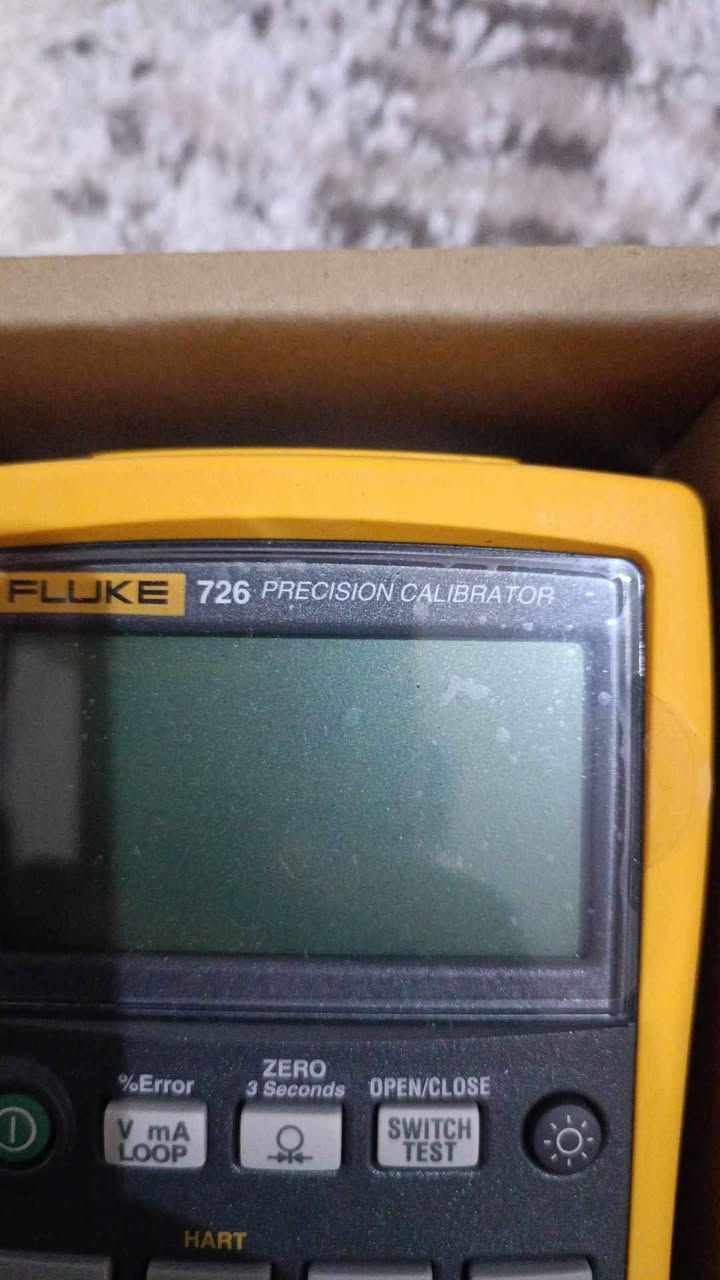 FLUKE 726 PRECISION CALIBRATOR
%Error
ZERO
3 Seconds
OPEN/CLOSE
V mA
LOOP
SWITCH
TEST
HART